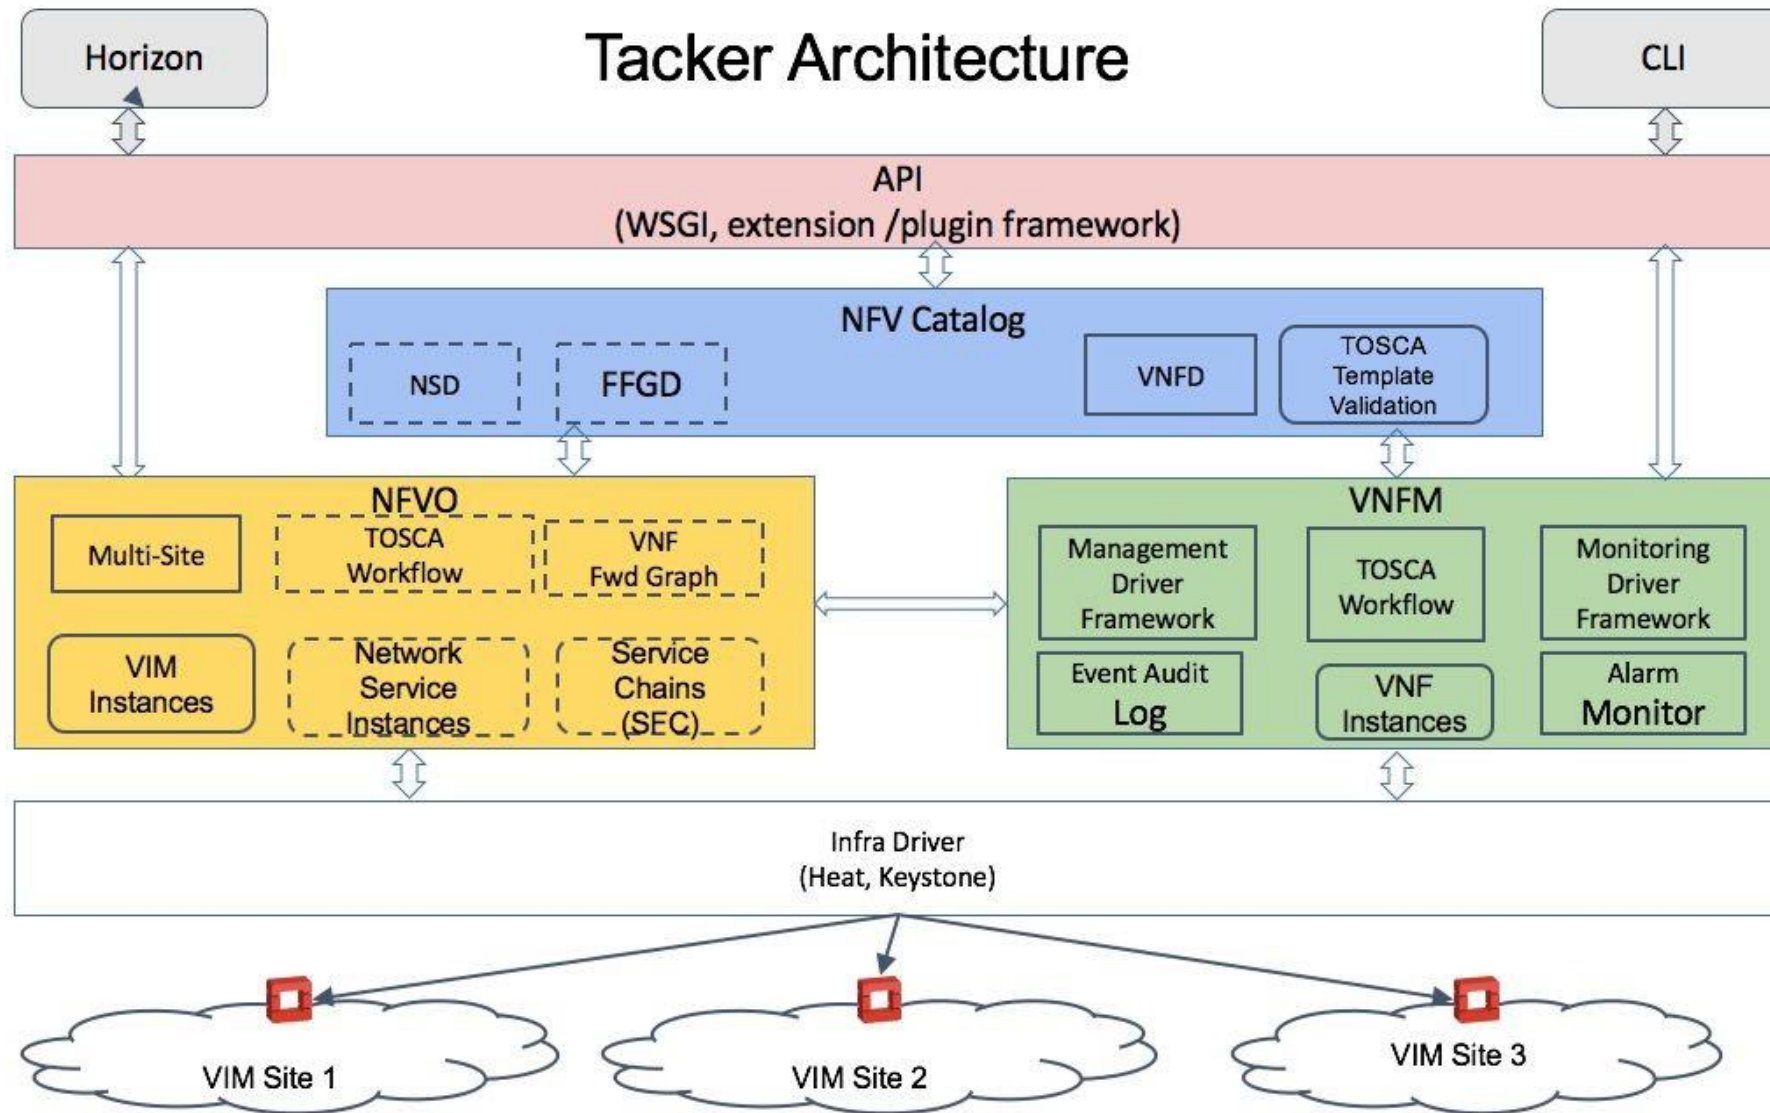 Horizon
Tacker Architecture
CLI
API
(WSGI, extension /plugin framework)
NFV Catalog
NSD
FFGD
VNFD
TOSCA
Template
Validation
NFVO
Multi-Site
TOSCA
Workflow
VNF
Fwd Graph
VIM
Instances
Network
Service
Instances
Service
Chains
(SFC)
VNFM
Management
Driver
Framework
TOSCA
Workflow
Monitoring
Driver
Framework
Event Audit
Log
VNF
Instances
Alarm
Monitor
Infra Driver
(Heat, Keystone)
VIM Site 1
VIM Site 2
VIM Site 3